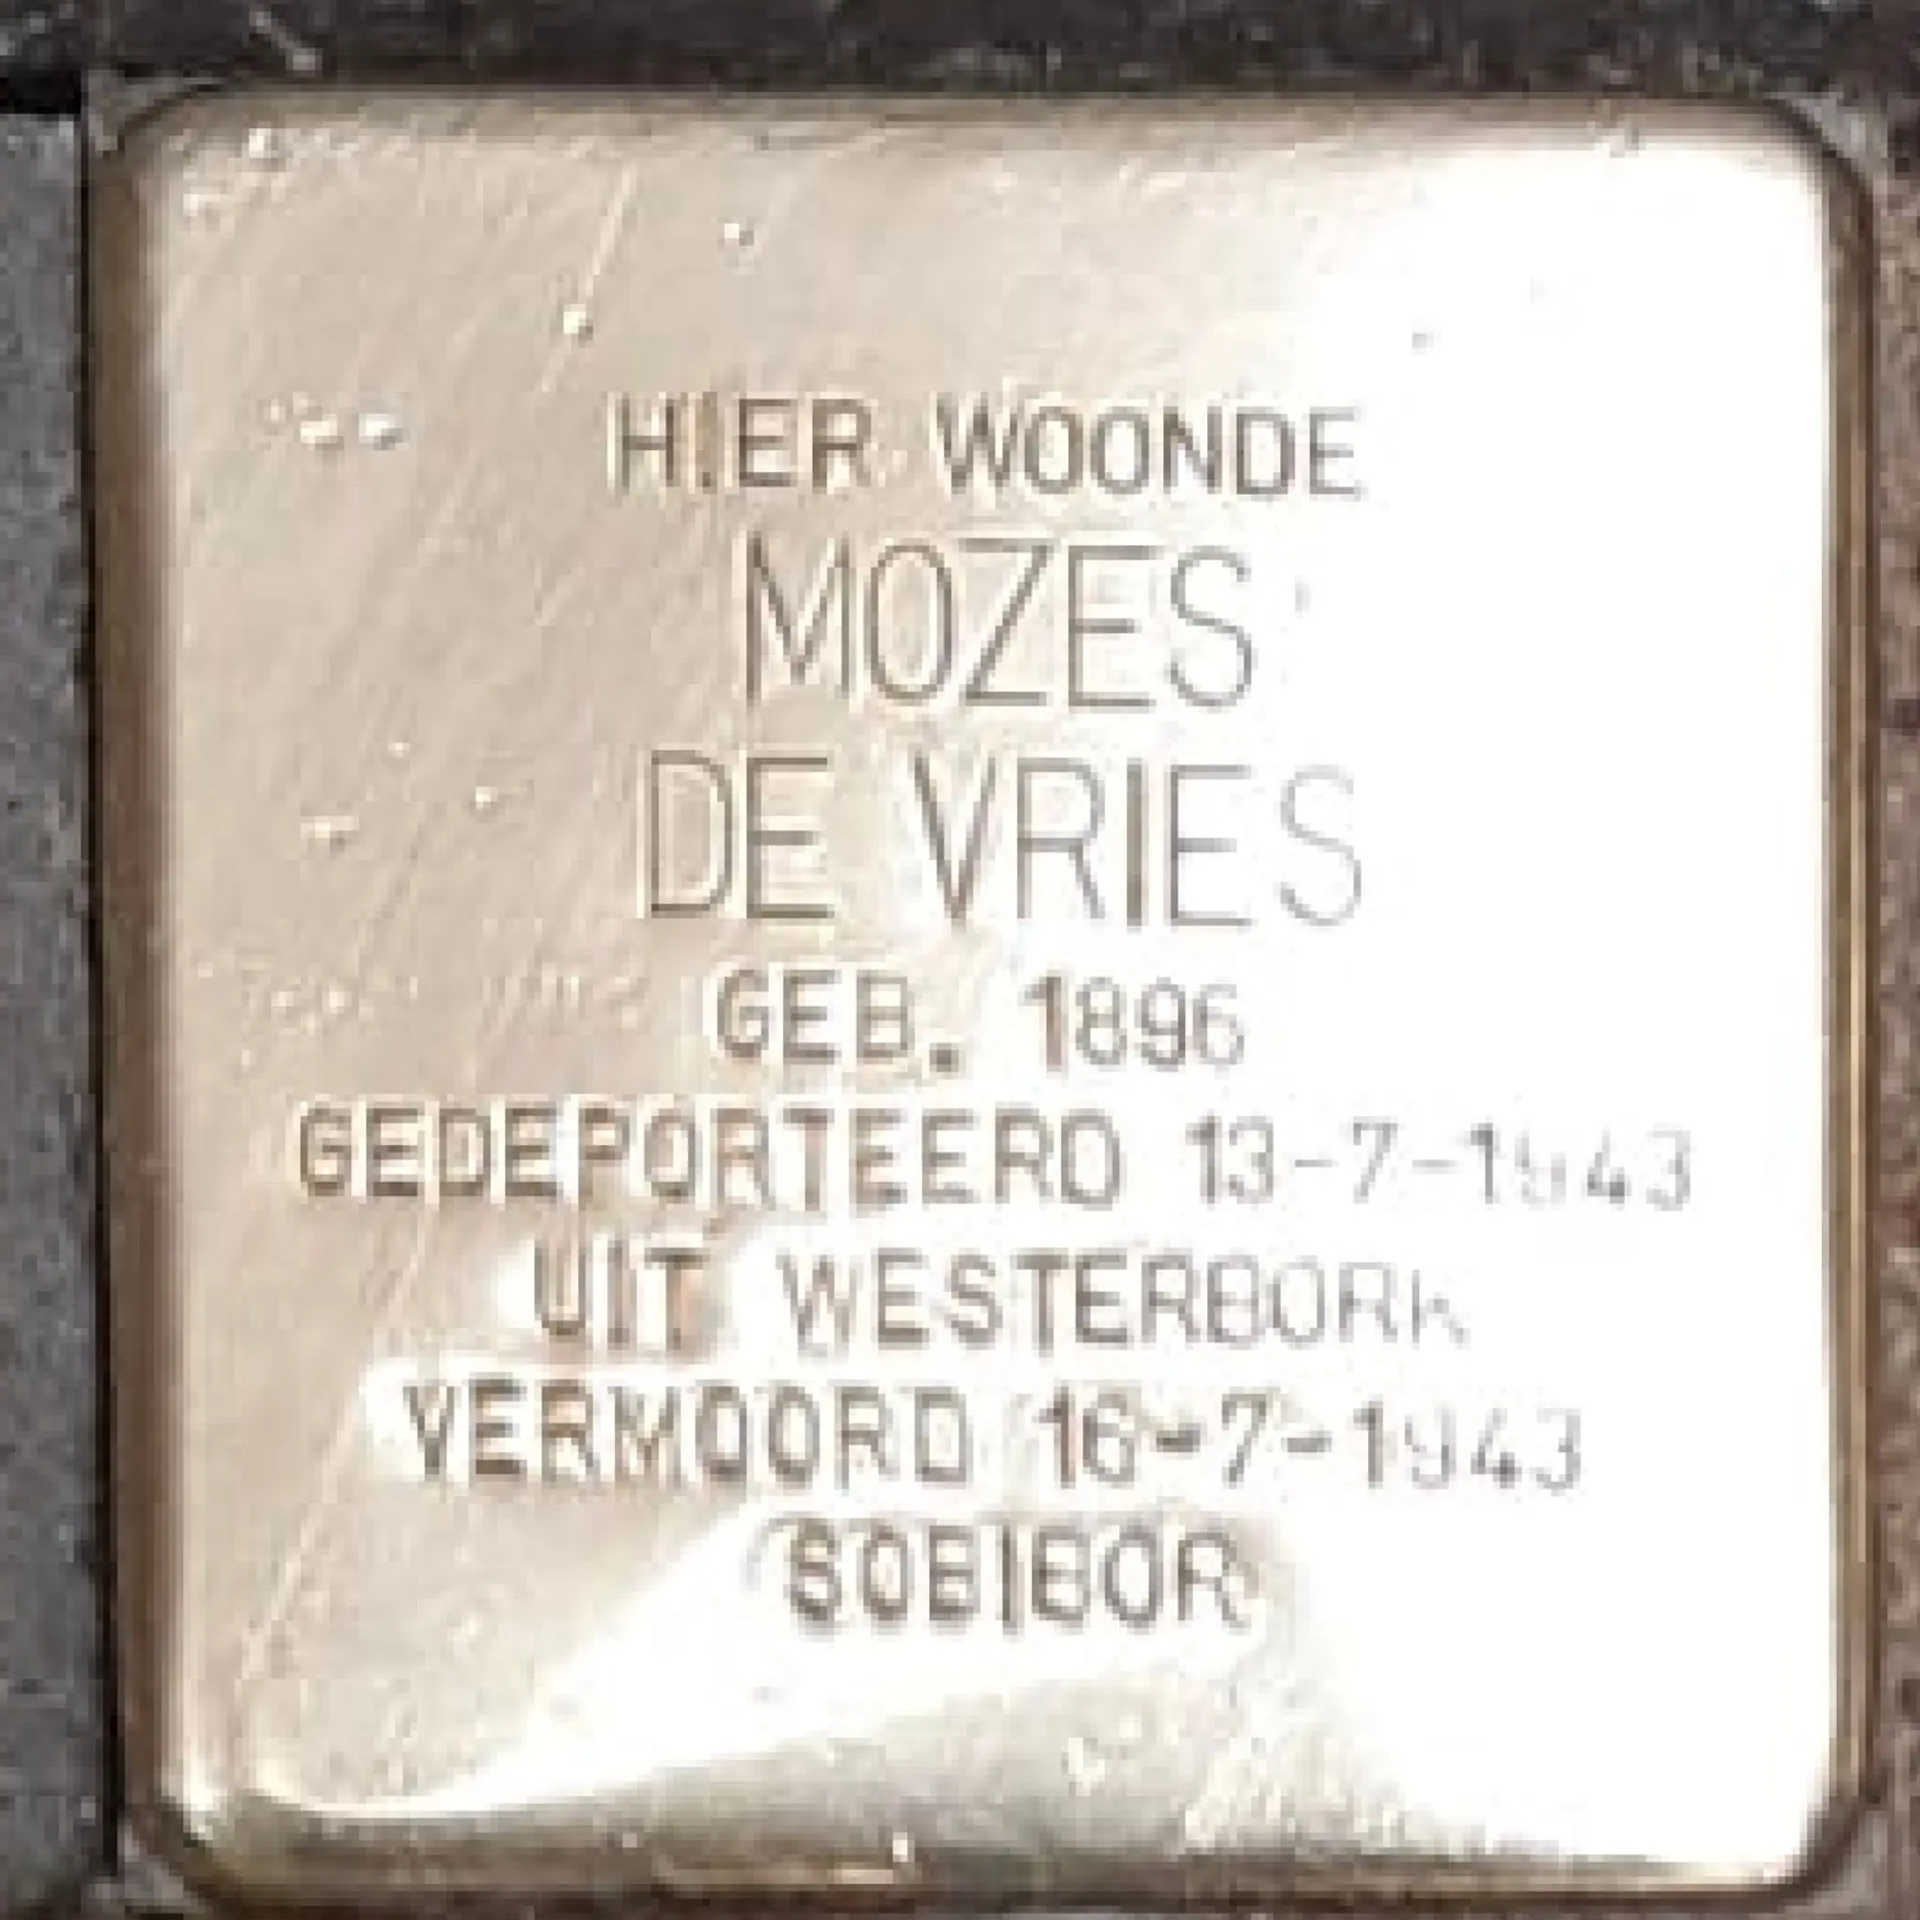 HIER WOONDE
MOZES
DE VRIES
GEB. 1896
GEDEPORTEERD 13-7-1943
UIT WESTERBORK
VERMOORD 16-7-1943
SOBIBOR